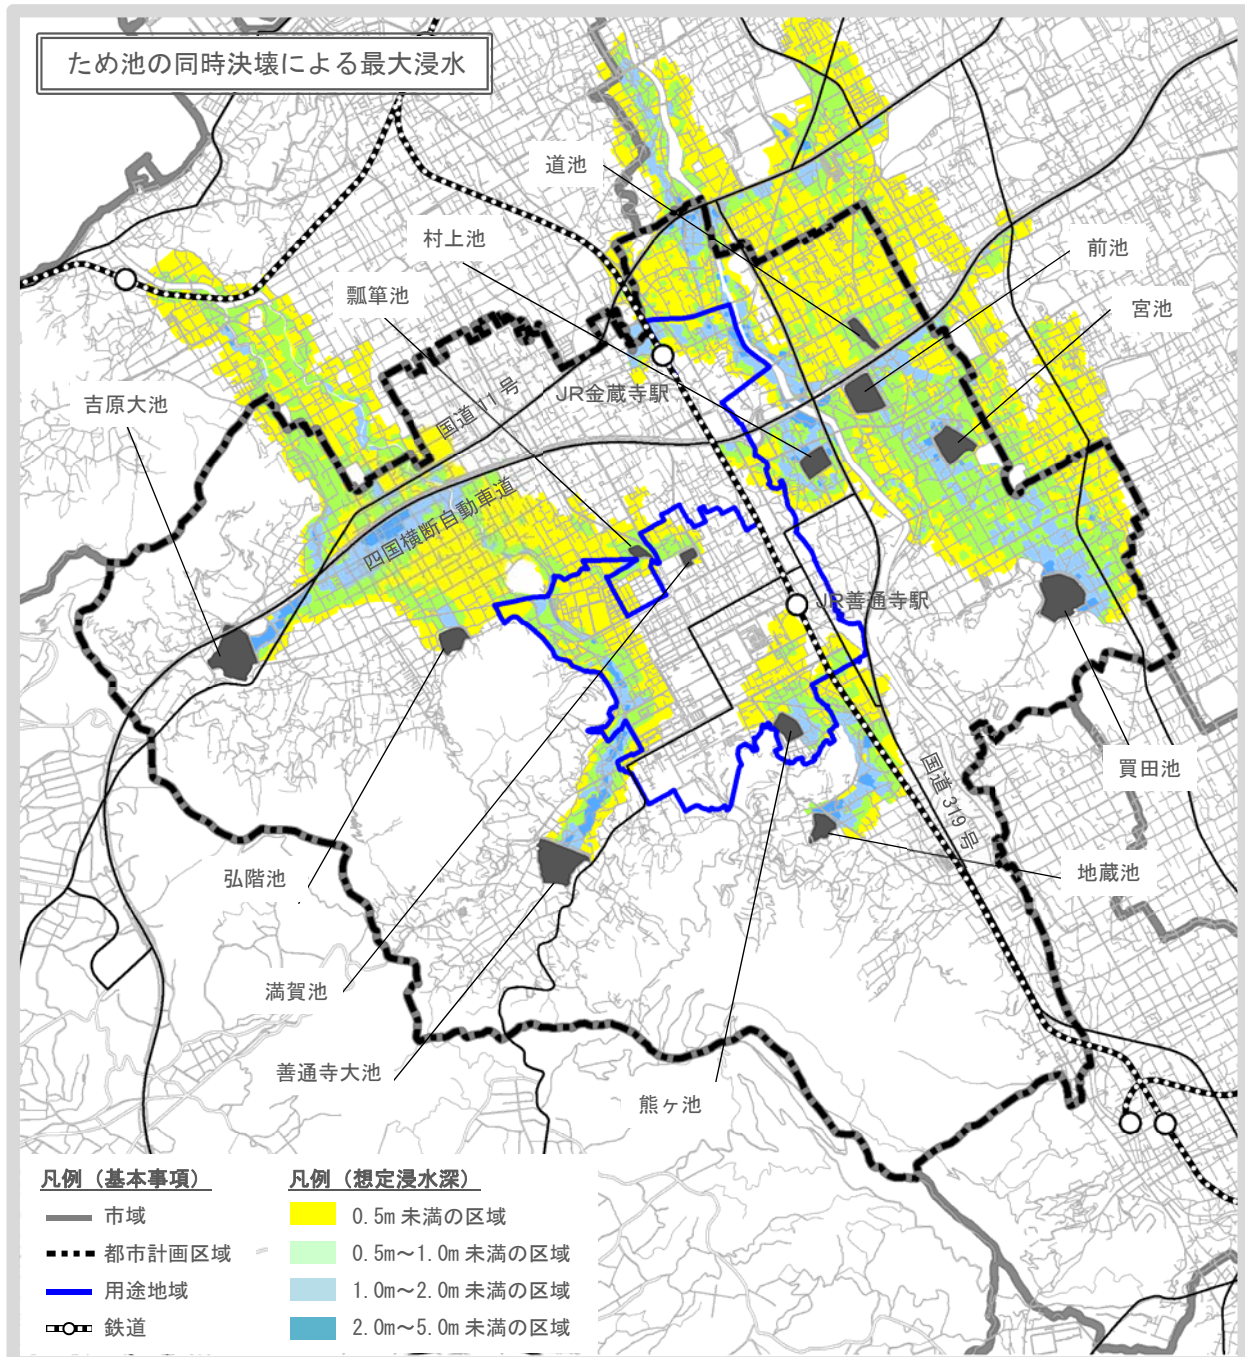 ため池の同時決壊による最大浸水
道池
村上池
前池
瓢箪池
宮池
JR金蔵寺駅
国道11号
吉原大池
四国横断自動車道
JR善通寺駅
買田池
国道319号
弘階池
地蔵池
満賀池
善通寺大池
熊ヶ池
凡例（基本事項）
市域
都市計画区域
用途地域
鉄道
凡例（想定浸水深）
0.5m未満の区域
0.5m～1.0m未満の区域
1.0m～2.0m未満の区域
2.0m～5.0m未満の区域